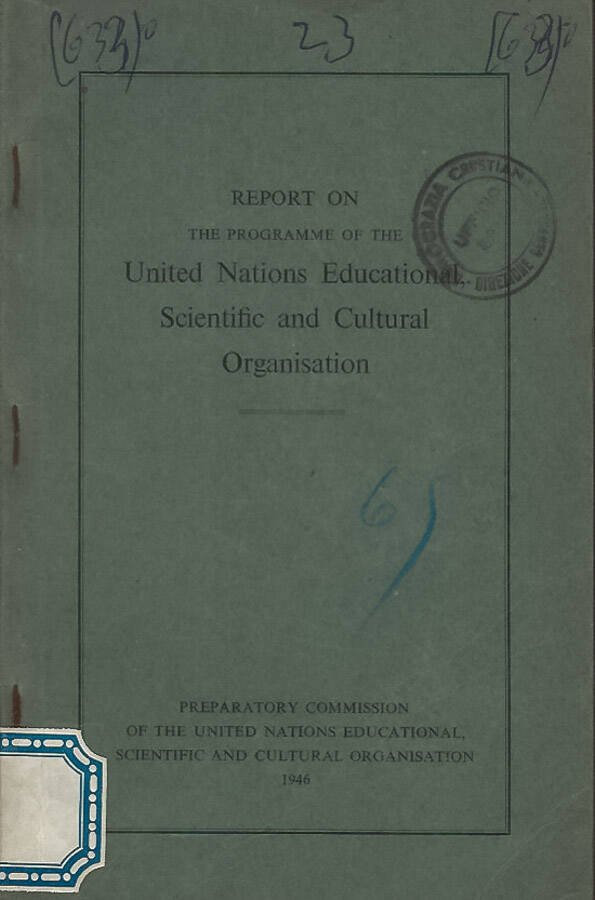 23
REPORT ON
THE PROGRAMME OF THE
United Nations Educational,
Scientific and Cultural
Organisation
6)
PREPARATORY COMMISSION
OF THE UNITED NATIONS EDUCATIONAL,
SCIENTIFIC AND CULTURAL ORGANISATION
1946